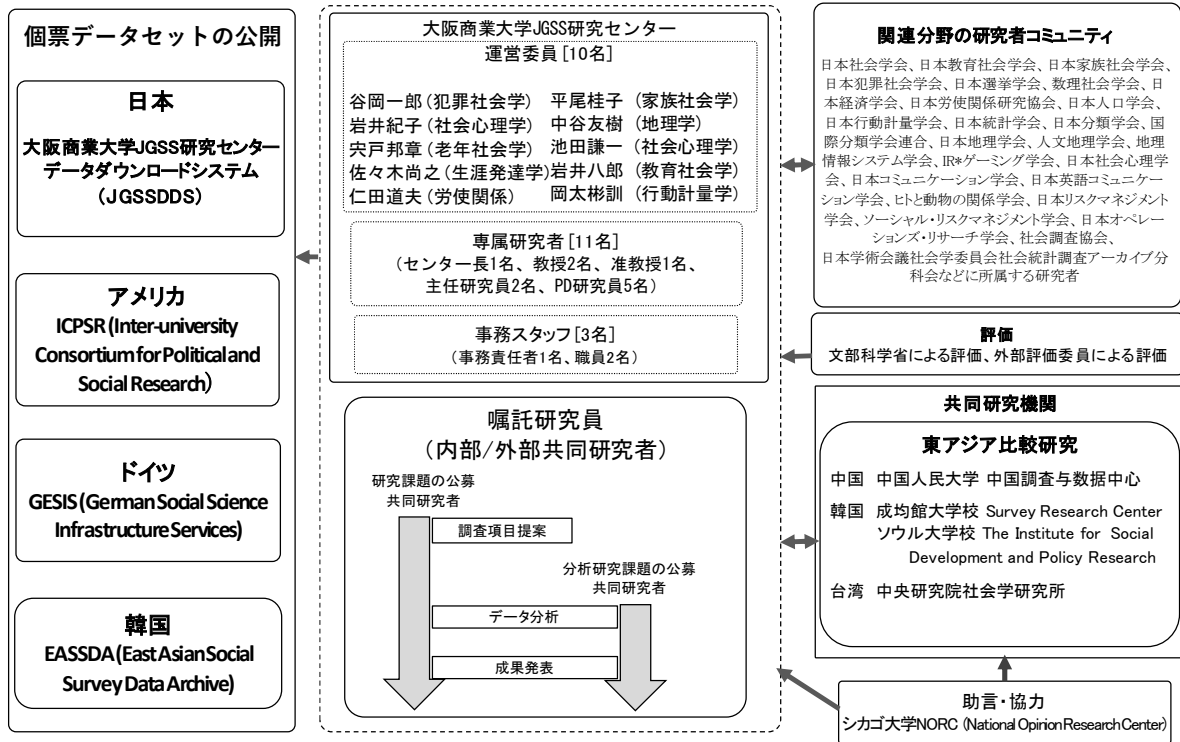 個票データセットの公開
日本
大阪商業大学JGSS研究センター
データダウンロードシステム
（JGSSDDS）
アメリカ
ICPSR (Inter-university
Consortium for Political and
Social Research)
ドイツ
GESIS (German Social Science
Infrastructure Services)
韓国
EASSDA (East Asian Social
Survey Data Archive)
大阪商業大学JGSS研究センター
運営委員[10名]
谷岡一郎(犯罪社会学) 平尾桂子(家族社会学)
岩井紀子(社会心理学) 中谷友樹(地理学)
宍戸邦章(老年社会学) 池田謙一(社会心理学)
佐々木尚之(生涯発達学) 岩井八郎(教育社会学)
仁田道夫(労使関係) 岡太彬訓(行動計量学)
専属研究者[11名]
（センター長1名、教授2名、准教授1名、
主任研究員2名、PD研究員5名）
事務スタッフ[3名]
（事務責任者1名、職員2名）
嘱託研究員
（内部/外部共同研究者）
研究課題の公募
共同研究者
調査項目提案
分析研究課題の公募
共同研究者
データ分析
成果発表
関連分野の研究者コミュニティ
日本社会学会、日本教育社会学会、日本家族社会学会、
日本犯罪社会学会、日本選挙学会、数理社会学会、日
本経済学会、日本労使関係研究協会、日本人口学会、
日本行動計量学会、日本統計学会、日本分類学会、国
際分類学会連合、日本地理学会、人文地理学会、地理
情報システム学会、IR*ゲーミング学会、日本社会心理学
会、日本コミュニケーション学会、日本英語コミュニケー
ション学会、ヒトと動物の関係学会、日本リスクマネジメント
学会、ソーシャル・リスクマネジメント学会、日本オペレー
ションズ・リサーチ学会、社会調査協会、
日本学術会議社会学委員会社会統計調査アーカイブ分
科会などに所属する研究者
評価
文部科学省による評価、外部評価委員による評価
共同研究機関
東アジア比較研究
中国 中国人民大学 中国調査与数据中心
韓国 成均館大学校 Survey Research Center
ソウル大学校 The Institute for Social
Development and Policy Research
台湾 中央研究院社会学研究所
助言・協力
シカゴ大学NORC (National Opinion Research Center)